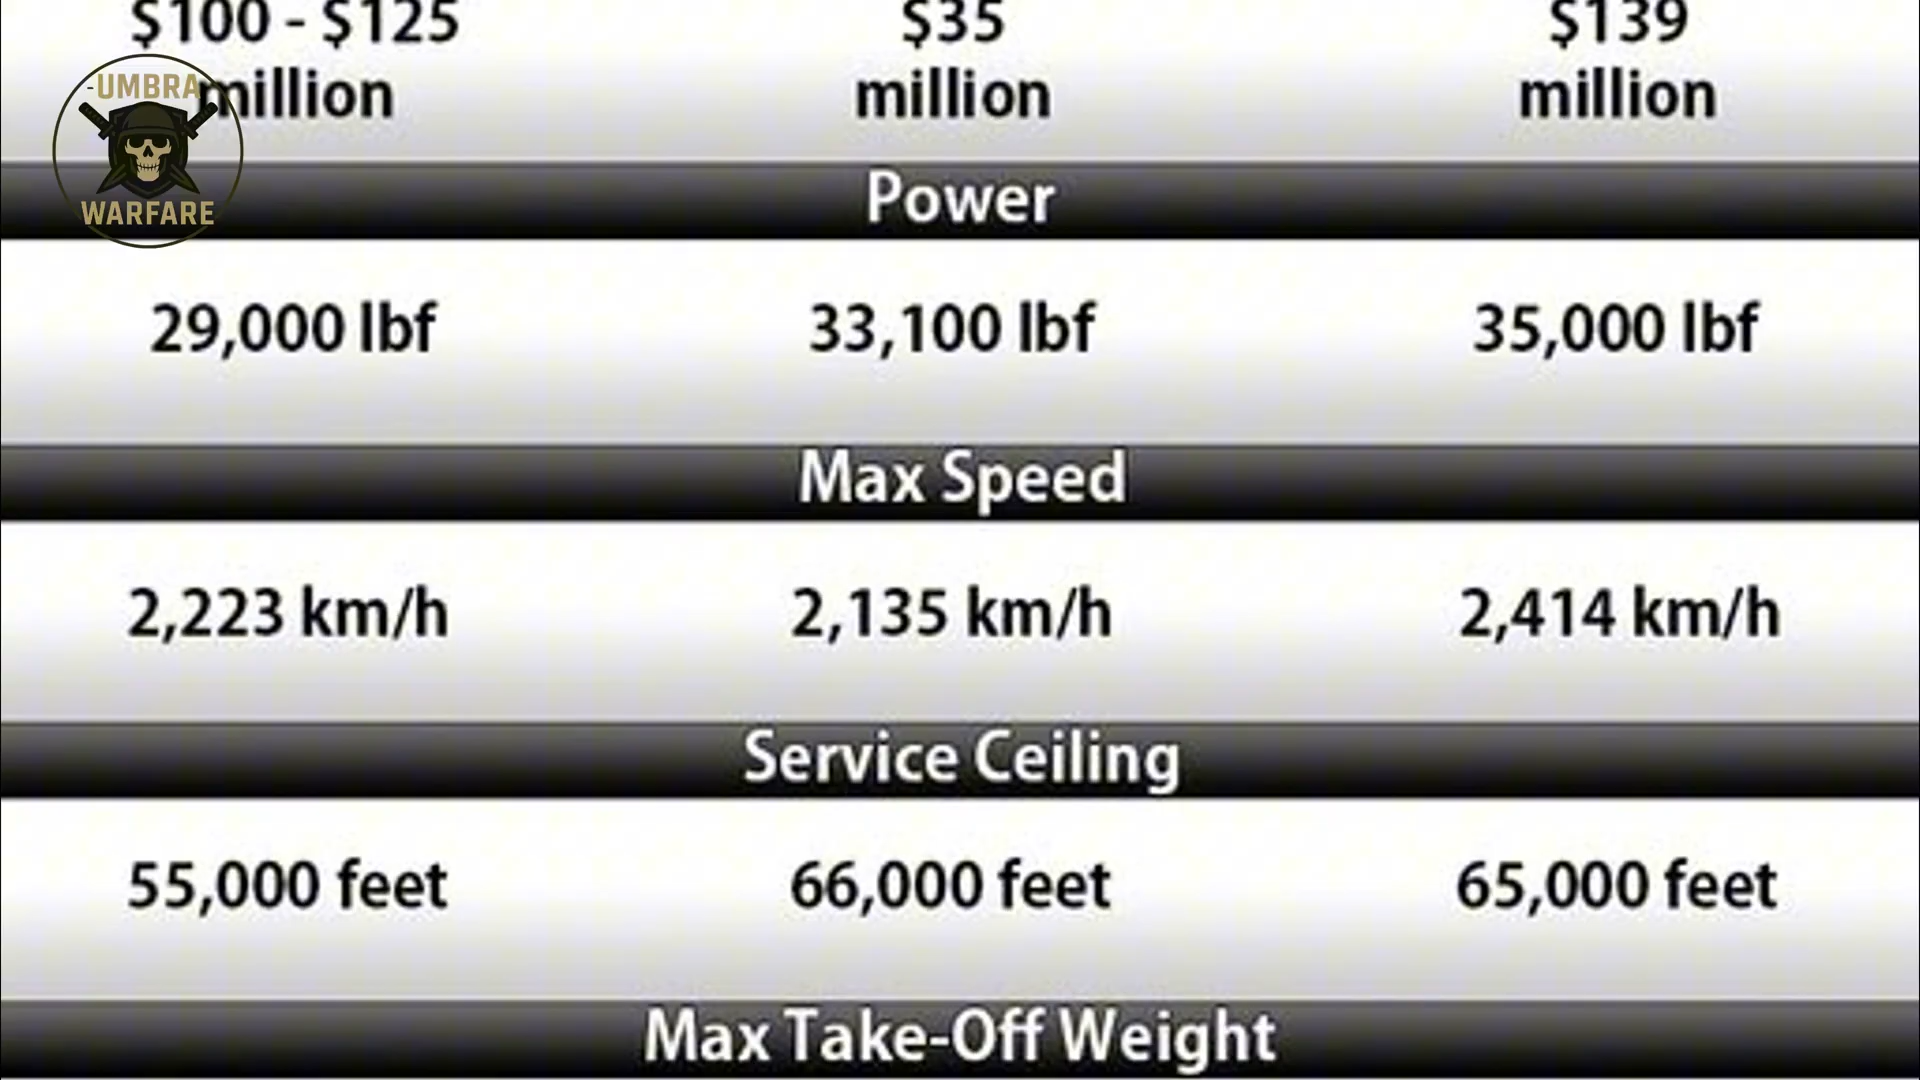 $100 - $125 $35 $139
million million million
-UMBRA
WARFARE
Power
29,000 lbf 33,100 lbf 35,000 lbf
Max Speed
2,223 km/h 2,135 km/h 2,414 km/h
Service Ceiling
55,000 feet 66,000 feet 65,000 feet
Max Take-Off Weight